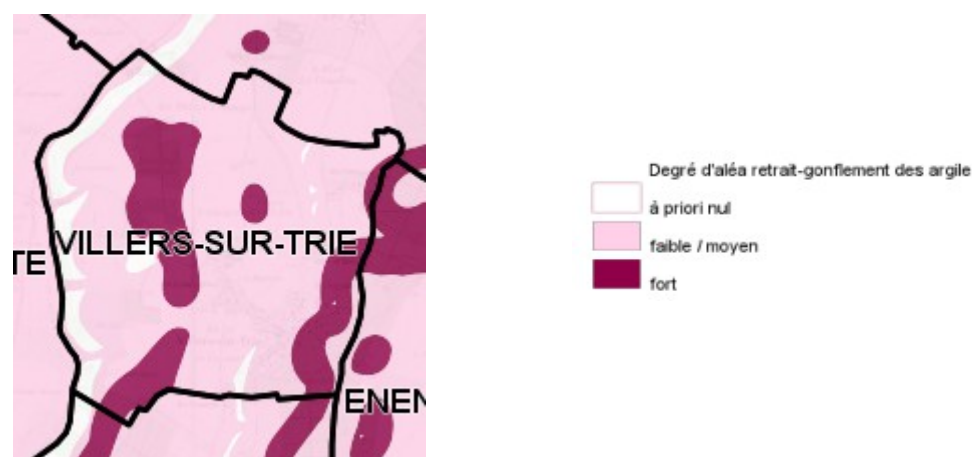 VILLERS-SUR-TRIE
TE
ENEN
Degré d'aléa retrait-gonflement des argile
à priori nul
faible / moyen
fort